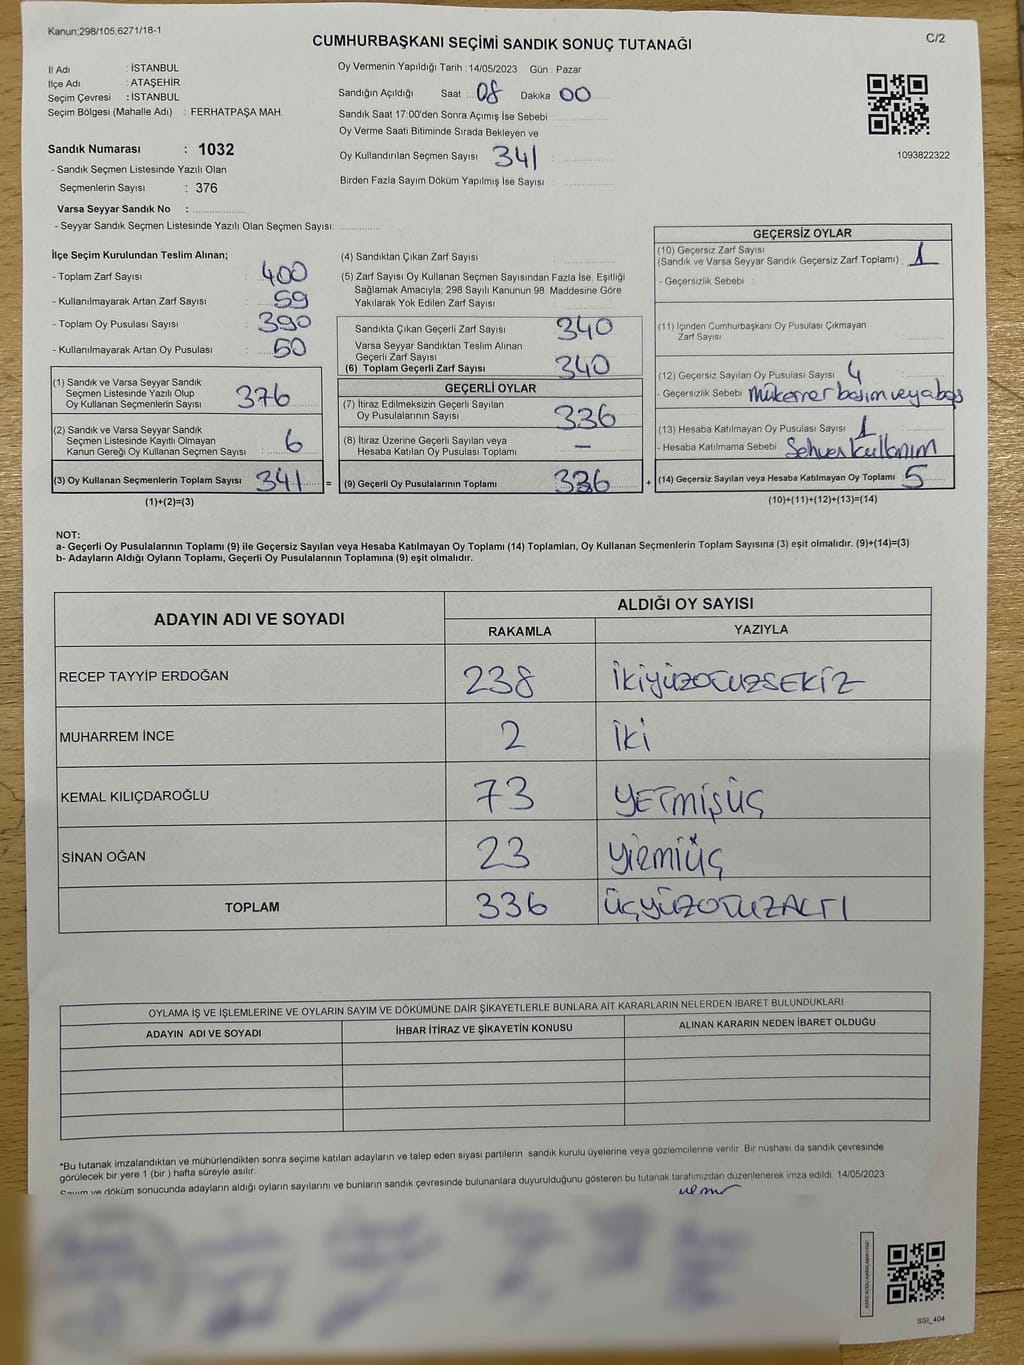 Kanun;298/105,6271/18-1
CUMHURBAŞKANI SEÇİMİ SANDIK SONUÇ TUTANAĞI
C/2
İl Adı : İSTANBUL
İlçe Adı : ATAŞEHİR
Seçim Çevresi : İSTANBUL
Seçim Bölgesi (Mahalle Adı) : FERHATPAŞA MAH.
Sandık Numarası : 1032
- Sandık Seçmen Listesinde Yazılı Olan
Seçmenlerin Sayısı : 376
Varsa Seyyar Sandık No : ..................
- Seyyar Sandık Seçmen Listesinde Yazılı Olan Seçmen Sayısı: .............
Oy Vermenin Yapıldığı Tarih : 14/05/2023 Gün : Pazar
Sandığın Açıldığı Saat : 08 Dakika : 00
Sandık Saat 17:00'den Sonra Açımış İse Sebebi
Oy Verme Saati Bitiminde Sırada Bekleyen ve
Oy Kullandırılan Seçmen Sayısı 341
Birden Fazla Sayım Döküm Yapılmış İse Sayısı :
1093822322
İlçe Seçim Kurulundan Teslim Alınan;
- Toplam Zarf Sayısı : 400
- Kullanılmayarak Artan Zarf Sayısı : 59
- Toplam Oy Pusulası Sayısı : 390
- Kullanılmayarak Artan Oy Pusulası : 50
(1) Sandık ve Varsa Seyyar Sandık
Seçmen Listesinde Yazılı Olup
Oy Kullanan Seçmenlerin Sayısı 376
(2) Sandık ve Varsa Seyyar Sandık
Seçmen Listesinde Kayıtlı Olmayan
Kanun Gereği Oy Kullanan Seçmen Sayısı 6
(3) Oy Kullanan Seçmenlerin Toplam Sayısı 341 =
(1)+(2)=(3)
(4) Sandıktan Çıkan Zarf Sayısı :
(5) Zarf Sayısı Oy Kullanan Seçmen Sayısından Fazla İse, Eşitliği
Sağlamak Amacıyla; 298 Sayılı Kanunun 98. Maddesine Göre
Yakılarak Yok Edilen Zarf Sayısı
Sandıkta Çıkan Geçerli Zarf Sayısı 340
Varsa Seyyar Sandıktan Teslim Alınan
Geçerli Zarf Sayısı
(6) Toplam Geçerli Zarf Sayısı 340
GEÇERLİ OYLAR
(7) İtiraz Edilmeksizin Geçerli Sayılan
Oy Pusulalarının Sayısı 336
(8) İtiraz Üzerine Geçerli Sayılan veya
Hesaba Katılan Oy Pusulası Toplamı –
(9) Geçerli Oy Pusulalarının Toplamı 336 +
GEÇERSİZ OYLAR
(10) Geçersiz Zarf Sayısı
(Sandık ve Varsa Seyyar Sandık Geçersiz Zarf Toplamı) : 1
- Geçersizlik Sebebi :
(11) İçinden Cumhurbaşkanı Oy Pusulası Çıkmayan
Zarf Sayısı
(12) Geçersiz Sayılan Oy Pusulası Sayısı 4
- Geçersizlik Sebebi Mükerrer basım veya boş
(13) Hesaba Katılmayan Oy Pusulası Sayısı 1
- Hesaba Katılmama Sebebi : Sehven kullanım
(14) Geçersiz Sayılan veya Hesaba Katılmayan Oy Toplamı 5
(10)+(11)+(12)+(13)=(14)
NOT:
a- Geçerli Oy Pusulalarının Toplamı (9) ile Geçersiz Sayılan veya Hesaba Katılmayan Oy Toplamı (14) Toplamları, Oy Kullanan Seçmenlerin Toplam Sayısına (3) eşit olmalıdır. (9)+(14)=(3)
b- Adayların Aldığı Oyların Toplamı, Geçerli Oy Pusulalarının Toplamına (9) eşit olmalıdır.
ADAYIN ADI VE SOYADI ALDIĞI OY SAYISI
RAKAMLA YAZIYLA
RECEP TAYYİP ERDOĞAN 238 İKİYÜZOTUZSEKİZ
MUHARREM İNCE 2 İKİ
KEMAL KILIÇDAROĞLU 73 YETMİŞÜÇ
SİNAN OĞAN 23 YİRMİÜÇ
TOPLAM 336 ÜÇYÜZOTUZALTI
OYLAMA İŞ VE İŞLEMLERİNE VE OYLARIN SAYIM VE DÖKÜMÜNE DAİR ŞİKAYETLERLE BUNLARA AİT KARARLARIN NELERDEN İBARET BULUNDUKLARI
ADAYIN ADI VE SOYADI İHBAR İTİRAZ VE ŞİKAYETİN KONUSU ALINAN KARARIN NEDEN İBARET OLDUĞU
*Bu tutanak imzalandıktan ve mühürlendikten sonra seçime katılan adayların ve talep eden siyasi partilerin sandık kurulu üyelerine veya gözlemcilerine verilir. Bir nüshası da sandık çevresinde
görülecek bir yere 1 (bir ) hafta süreyle asılır.
Sayım ve döküm sonucunda adayların aldığı oyların sayılarını ve bunların sandık çevresinde bulunanlara duyurulduğunu gösteren bu tutanak tarafımızdan düzenlenerek imza edildi. 14/05/2023
KARE KODU KARALAMAYINIZ!
SSI_404